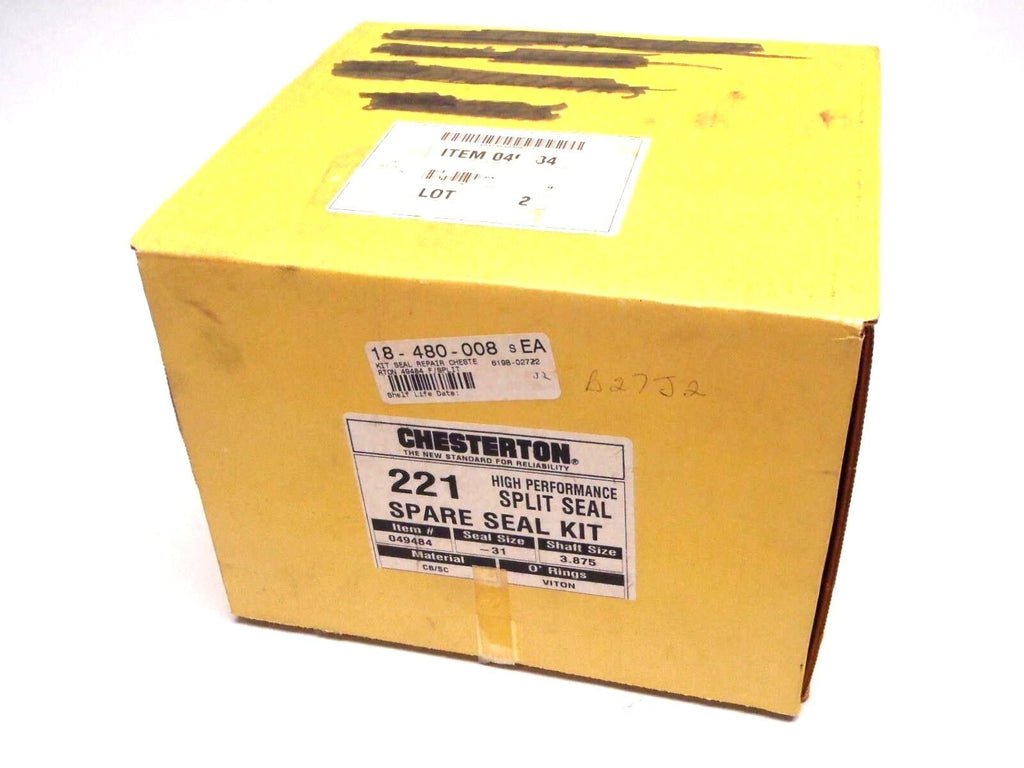 ITEM 04 34
LOT 2
18-480-008 S EA
KIT SEAL REPAIR CHESTE 6198-02722
RTON 49484 F/SPLIT J2
Shelf Life Date:
B27J2
CHESTERTON®
THE NEW STANDARD FOR RELIABILITY
221 HIGH PERFORMANCE
SPLIT SEAL
SPARE SEAL KIT
Item # Seal Size Shaft Size
049484 -31 3.875
Material O' Rings
CB/SC VITON